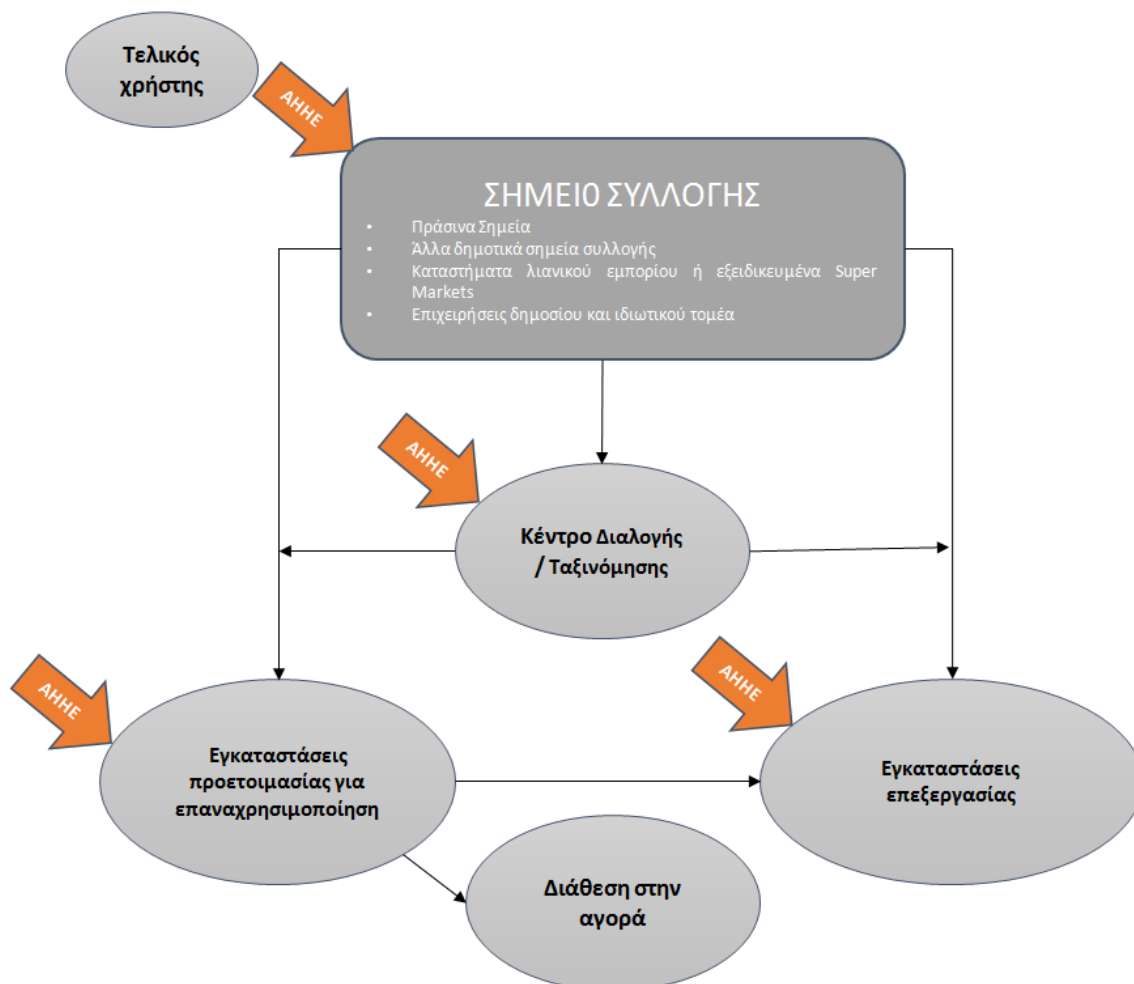 Τελικός
χρήστης
ΑΗΗΕ
ΣΗΜΕΙΟ ΣΥΛΛΟΓΗΣ
• Πράσινα Σημεία
• Άλλα δημοτικά σημεία συλλογής
• Καταστήματα λιανικού εμπορίου ή εξειδικευμένα Super
Markets
• Επιχειρήσεις δημοσίου και ιδιωτικού τομέα
ΑΗΗΕ
Κέντρο Διαλογής
/ Ταξινόμησης
ΑΗΗΕ
Εγκαταστάσεις
προετοιμασίας για
επαναχρησιμοποίηση
ΑΗΗΕ
Εγκαταστάσεις
επεξεργασίας
Διάθεση στην
αγορά